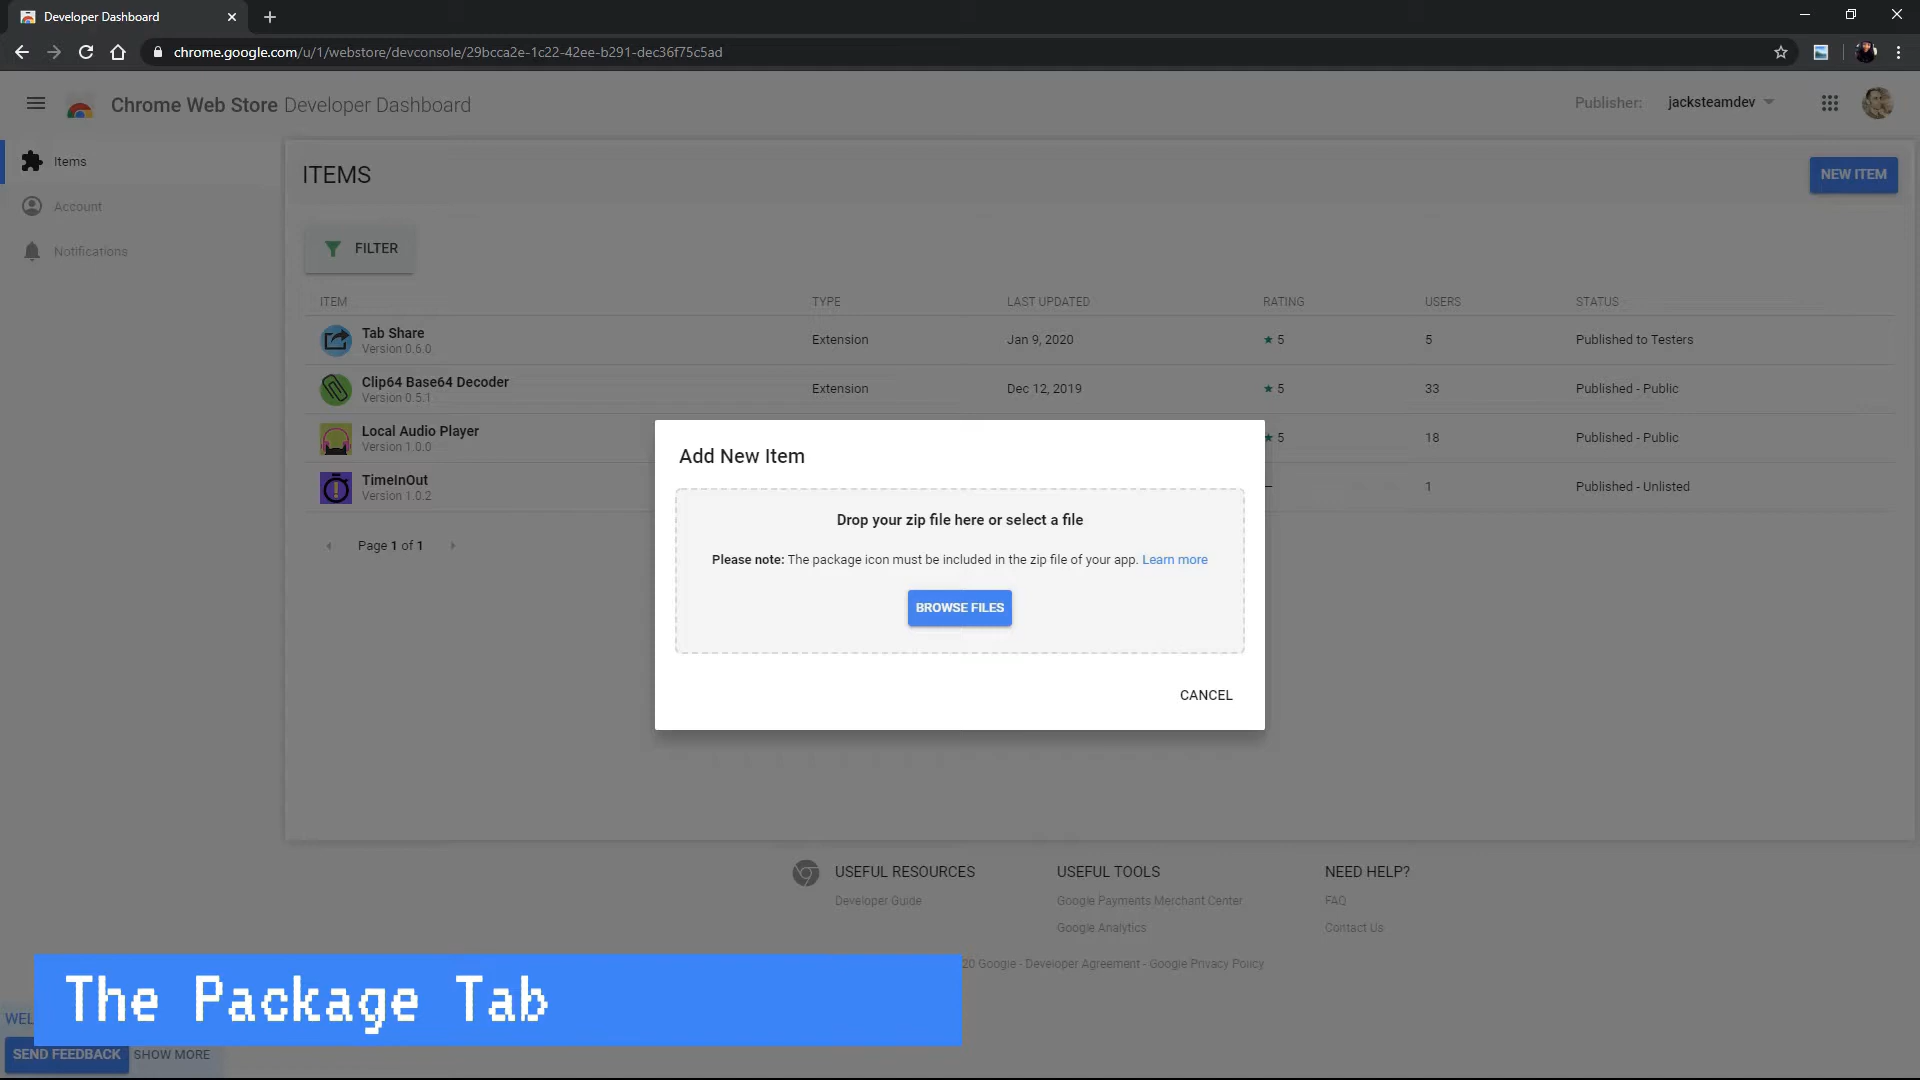 Developer Dashboard
chrome.google.com/u/1/webstore/devconsole/29bcca2e-1c22-42ee-b291-dec36f75c5ad
Chrome Web Store Developer Dashboard
Publisher: jacksteamdev
Items
Account
Notifications
ITEMS
NEW ITEM
FILTER
ITEM TYPE LAST UPDATED RATING USERS STATUS
Tab Share
Version 0.6.0
Extension Jan 9, 2020 ★ 5 5 Published to Testers
Clip64 Base64 Decoder
Version 0.5.1
Extension Dec 12, 2019 ★ 5 33 Published - Public
Local Audio Player
Version 1.0.0
★ 5 18 Published - Public
TimeInOut
Version 1.0.2
1 Published - Unlisted
Page 1 of 1
Add New Item
Drop your zip file here or select a file
Please note: The package icon must be included in the zip file of your app. Learn more
BROWSE FILES
CANCEL
USEFUL RESOURCES
Developer Guide
USEFUL TOOLS
Google Payments Merchant Center
Google Analytics
NEED HELP?
FAQ
Contact Us
20 Google - Developer Agreement - Google Privacy Policy
The Package Tab
WEL
SEND FEEDBACK SHOW MORE